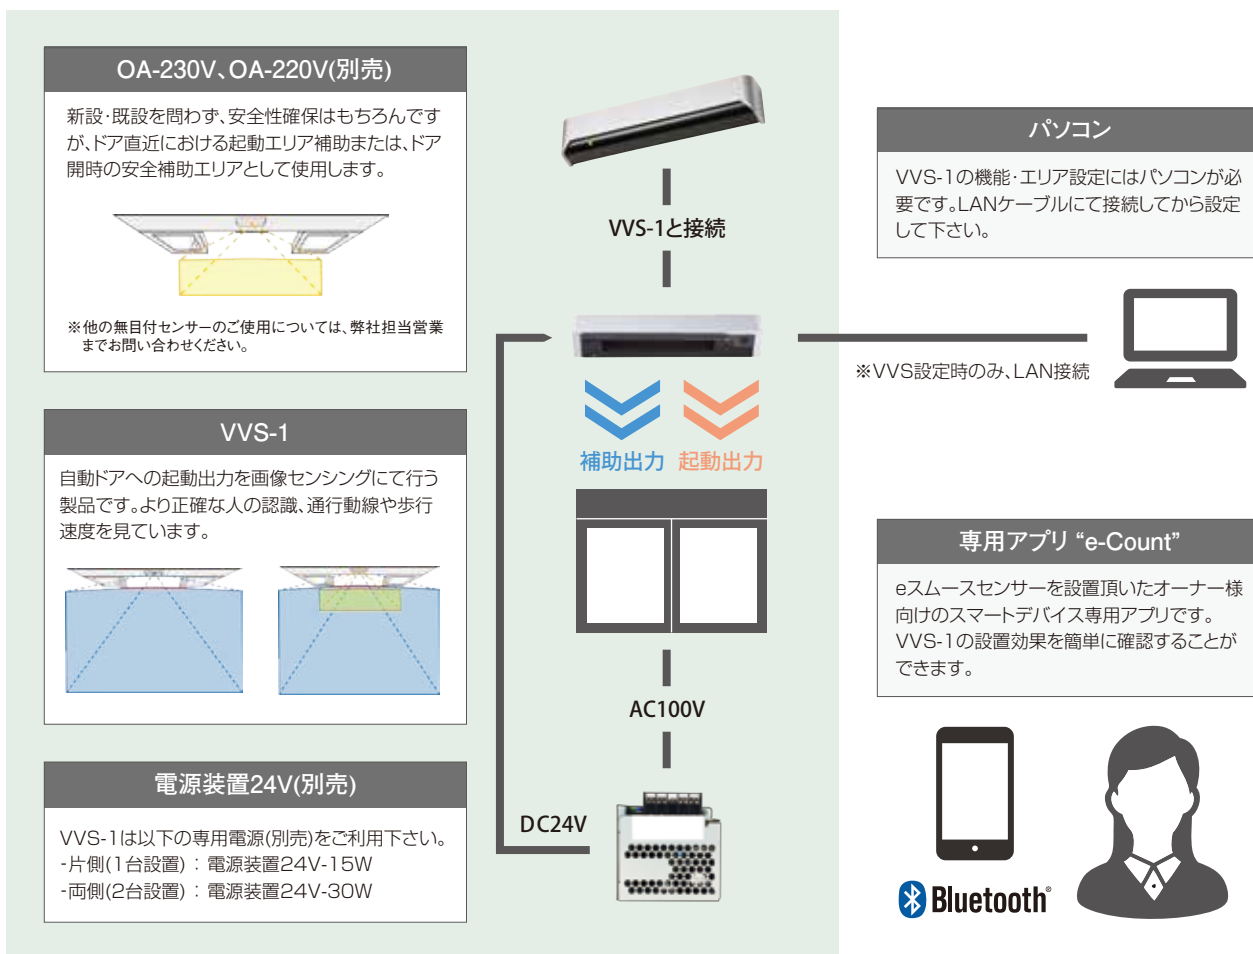 OA-230V、OA-220V(別売)
新設・既設を問わず、安全性確保はもちろんです
が、ドア直近における起動エリア補助または、ドア
開時の安全補助エリアとして使用します。
※他の無目付センサーのご使用については、弊社担当営業
までお問い合わせください。
VVS-1
自動ドアへの起動出力を画像センシングにて行う
製品です。より正確な人の認識、通行動線や歩行
速度を見ています。
電源装置24V(別売)
VVS-1は以下の専用電源(別売)をご利用下さい。
-片側(1台設置) : 電源装置24V-15W
-両側(2台設置) : 電源装置24V-30W
VVS-1と接続
補助出力 起動出力
AC100V
DC24V
パソコン
VVS-1の機能・エリア設定にはパソコンが必
要です。LANケーブルにて接続してから設定
して下さい。
※VVS設定時のみ、LAN接続
専用アプリ “e-Count”
eスムースセンサーを設置頂いたオーナー様
向けのスマートデバイス専用アプリです。
VVS-1の設置効果を簡単に確認することが
できます。
Bluetooth®